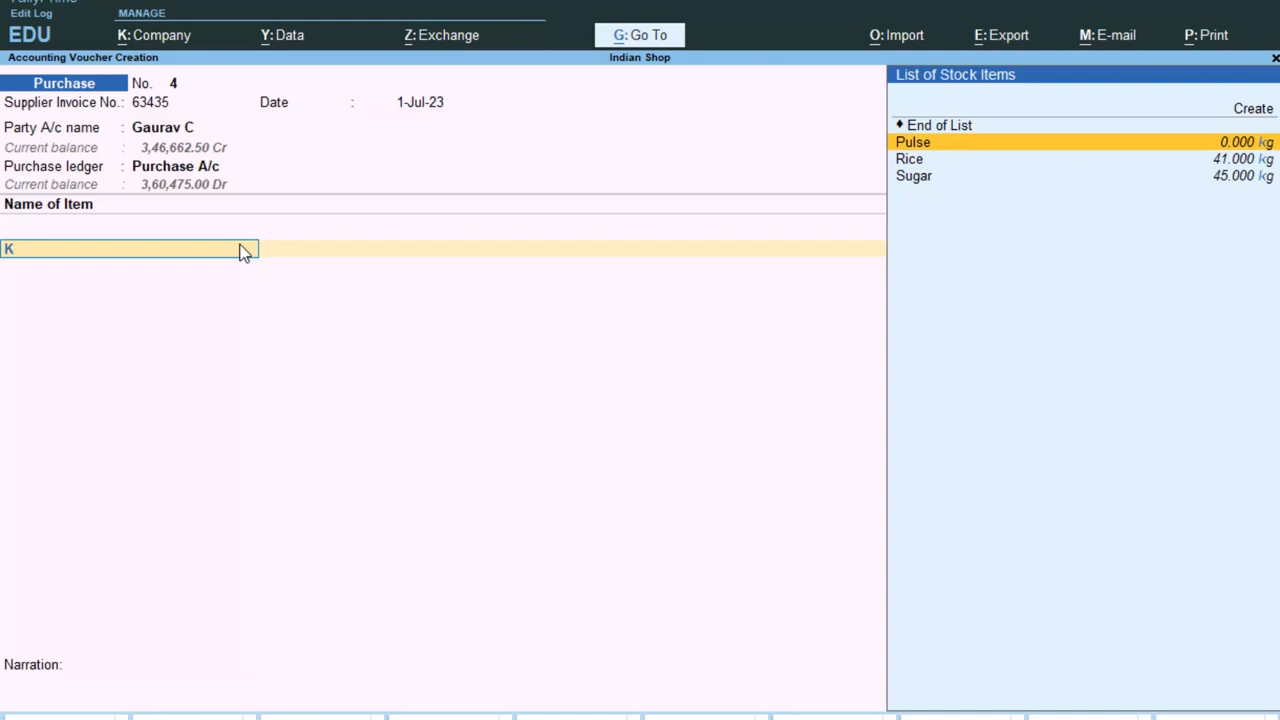 Edit Log
MANAGE
EDU
K: Company
Y: Data
Z: Exchange
G: Go To
O: Import
E: Export
M: E-mail
P: Print
Accounting Voucher Creation
Indian Shop
×
Purchase No. 4
Supplier Invoice No.: 63435 Date : 1-Jul-23
Party A/c name : Gaurav C
Current balance : 3,46,662.50 Cr
Purchase ledger : Purchase A/c
Current balance : 3,60,475.00 Dr
Name of Item
K
Narration:
List of Stock Items
Create
♦ End of List
Pulse 0.000 kg
Rice 41.000 kg
Sugar 45.000 kg